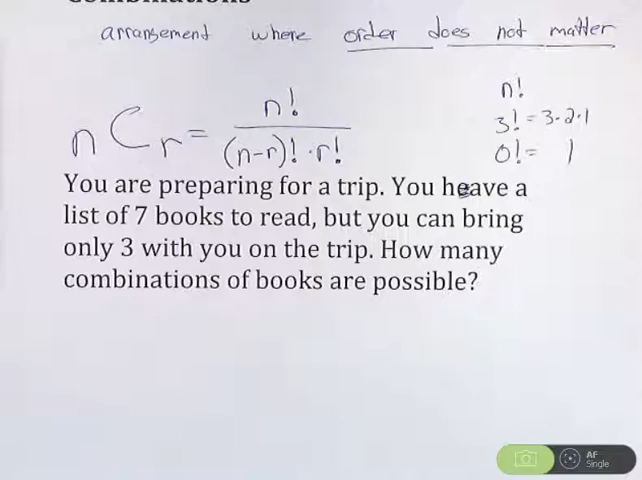 arrangement where order does not matter
n!
nCr = n! / (n-r)! · r!
3! = 3·2·1
0! = 1
You are preparing for a trip. You heave a
list of 7 books to read, but you can bring
only 3 with you on the trip. How many
combinations of books are possible?
AF
Single